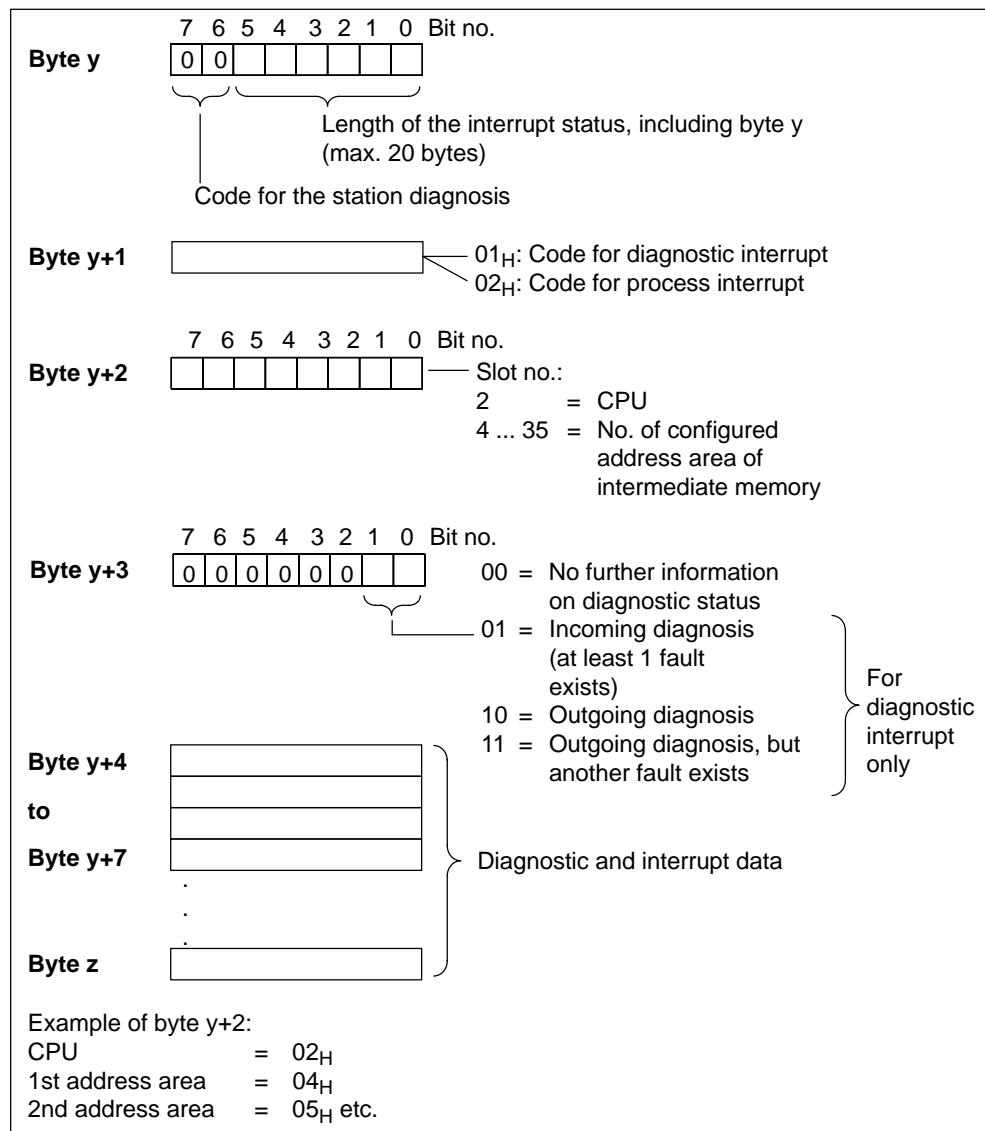 7 6 5 4 3 2 1 0 Bit no.
Byte y
0 0
Length of the interrupt status, including byte y
(max. 20 bytes)
Code for the station diagnosis
Byte y+1
01H: Code for diagnostic interrupt
02H: Code for process interrupt
7 6 5 4 3 2 1 0 Bit no.
Byte y+2
Slot no.:
2 = CPU
4 ... 35 = No. of configured
address area of
intermediate memory
7 6 5 4 3 2 1 0 Bit no.
Byte y+3
0 0 0 0 0 0
00 = No further information
on diagnostic status
01 = Incoming diagnosis
(at least 1 fault
exists)
10 = Outgoing diagnosis
11 = Outgoing diagnosis, but
another fault exists
For
diagnostic
interrupt
only
Byte y+4
to
Byte y+7
Diagnostic and interrupt data
.
.
.
Byte z
Example of byte y+2:
CPU = 02H
1st address area = 04H
2nd address area = 05H etc.